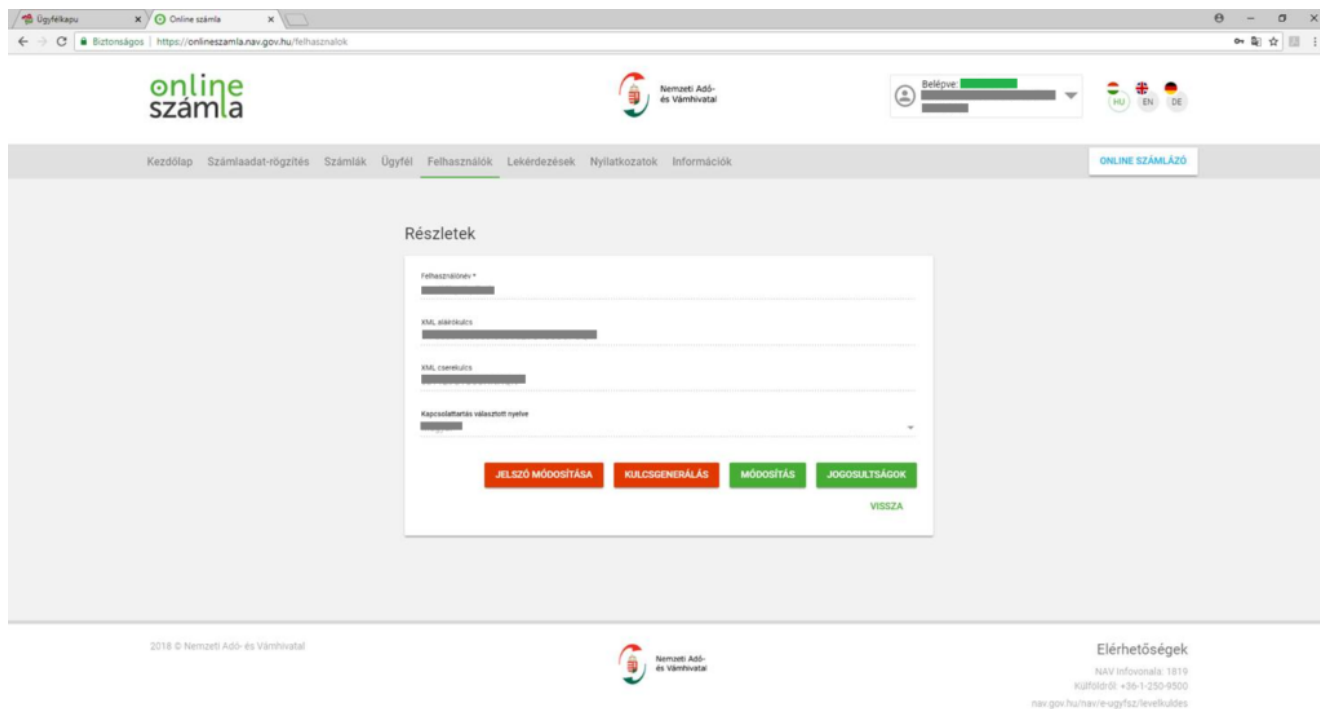 Ügyfélkapu
Online számla
Biztonságos | https://onlineszamla.nav.gov.hu/felhasznalok
online
számla
Nemzeti Adó-
és Vámhivatal
Belépve:
HU EN DE
Kezdőlap Számlaadat-rögzítés Számlák Ügyfél Felhasználók Lekérdezések Nyilatkozatok Információk
ONLINE SZÁMLÁZÓ
Részletek
Felhasználónév *
XML aláírókulcs
XML cserekulcs
Kapcsolattartás választott nyelve
JELSZÓ MÓDOSÍTÁSA KULCSGENERÁLÁS MÓDOSÍTÁS JOGOSULTSÁGOK
VISSZA
2018 © Nemzeti Adó- és Vámhivatal
Nemzeti Adó-
és Vámhivatal
Elérhetőségek
NAV Infovonala: 1819
Külföldről: +36-1-250-9500
nav.gov.hu/nav/e-ugyfsz/levelkuldes